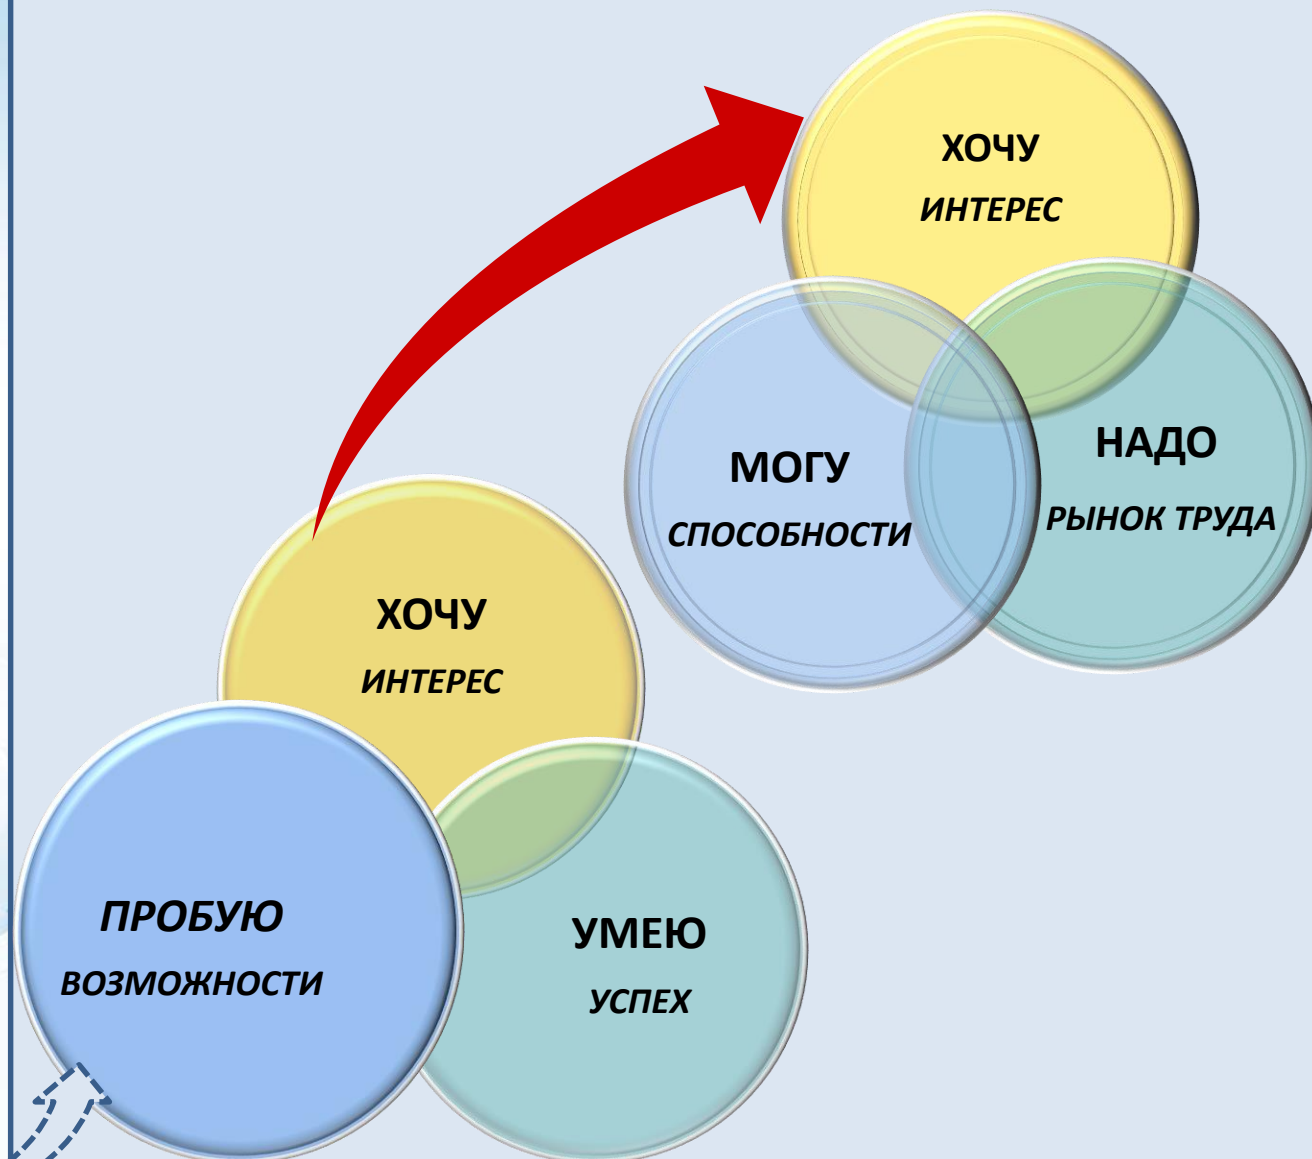 ХОЧУ
ИНТЕРЕС
МОГУ
СПОСОБНОСТИ
НАДО
РЫНОК ТРУДА
ХОЧУ
ИНТЕРЕС
ПРОБУЮ
ВОЗМОЖНОСТИ
УМЕЮ
УСПЕХ